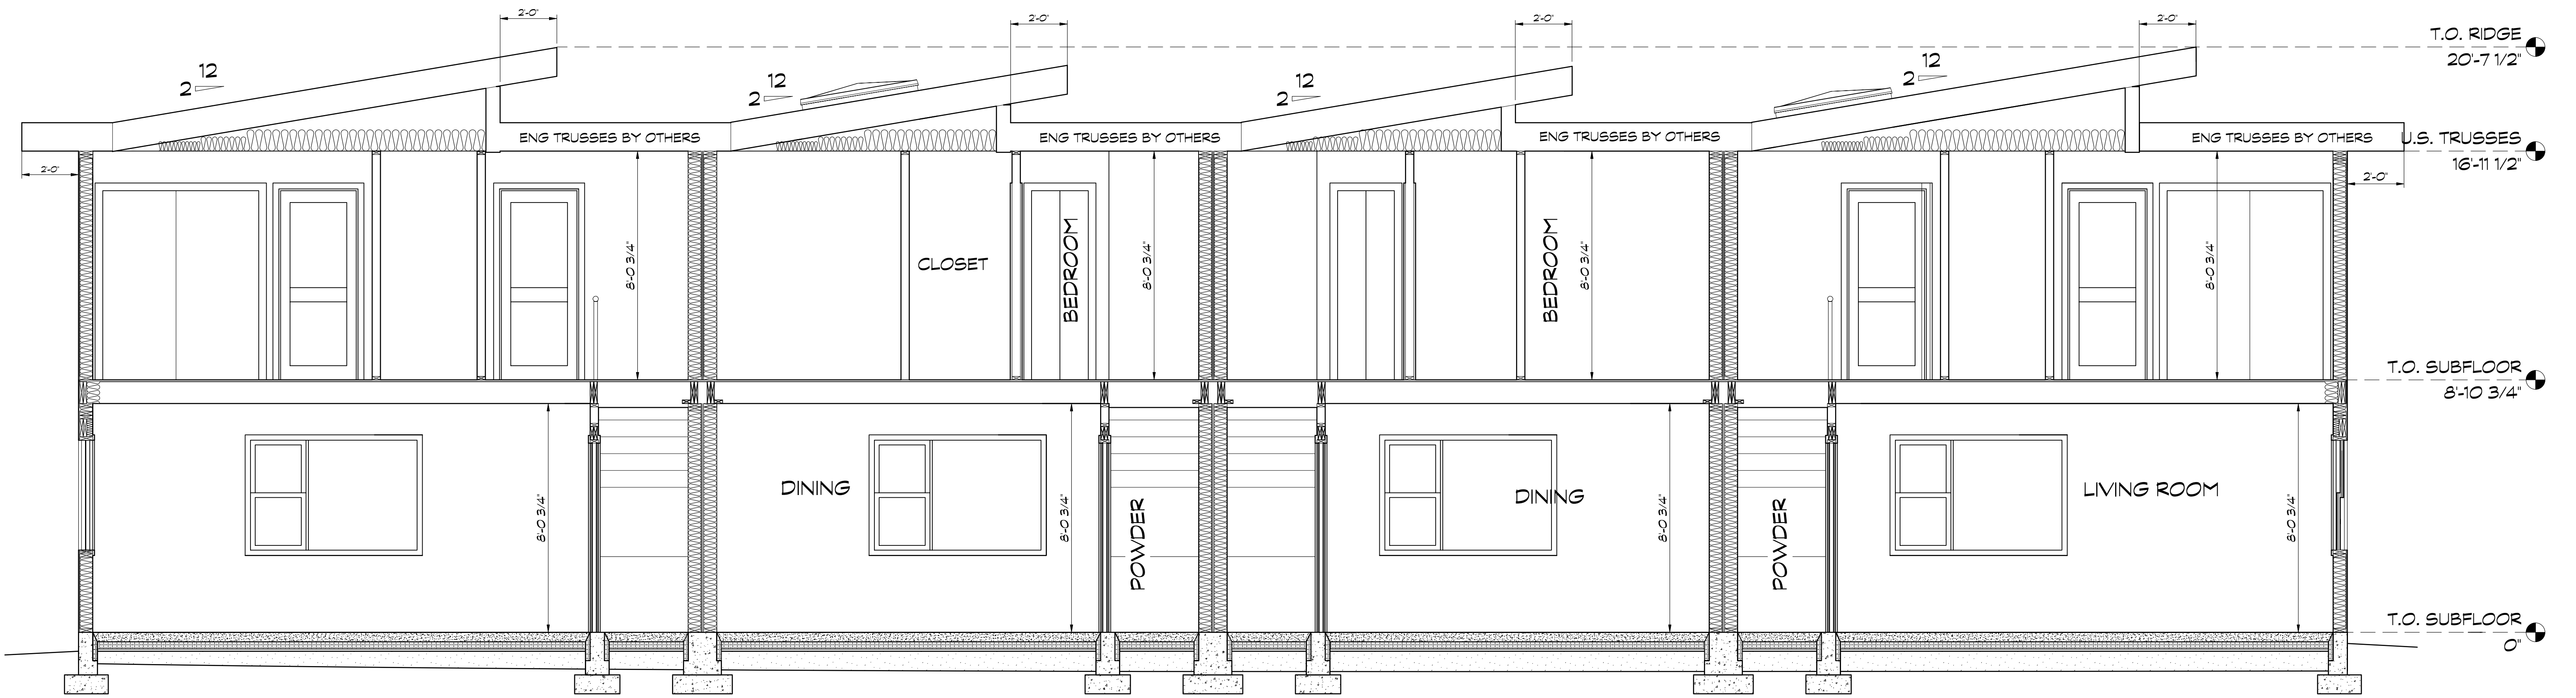 2'-0"
2'-0"
2'-0"
2'-0"
T.O. RIDGE
20'-7 1/2"
12
2
12
2
12
2
12
2
ENG TRUSSES BY OTHERS
ENG TRUSSES BY OTHERS
ENG TRUSSES BY OTHERS
ENG TRUSSES BY OTHERS
U.S. TRUSSES
16'-11 1/2"
2'-0"
2'-0"
8'-0 3/4"
CLOSET
BEDROOM
8'-0 3/4"
BEDROOM
8'-0 3/4"
8'-0 3/4"
T.O. SUBFLOOR
8'-10 3/4"
8'-0 3/4"
DINING
8'-0 3/4"
POWDER
DINING
8'-0 3/4"
POWDER
LIVING ROOM
8'-0 3/4"
T.O. SUBFLOOR
0"